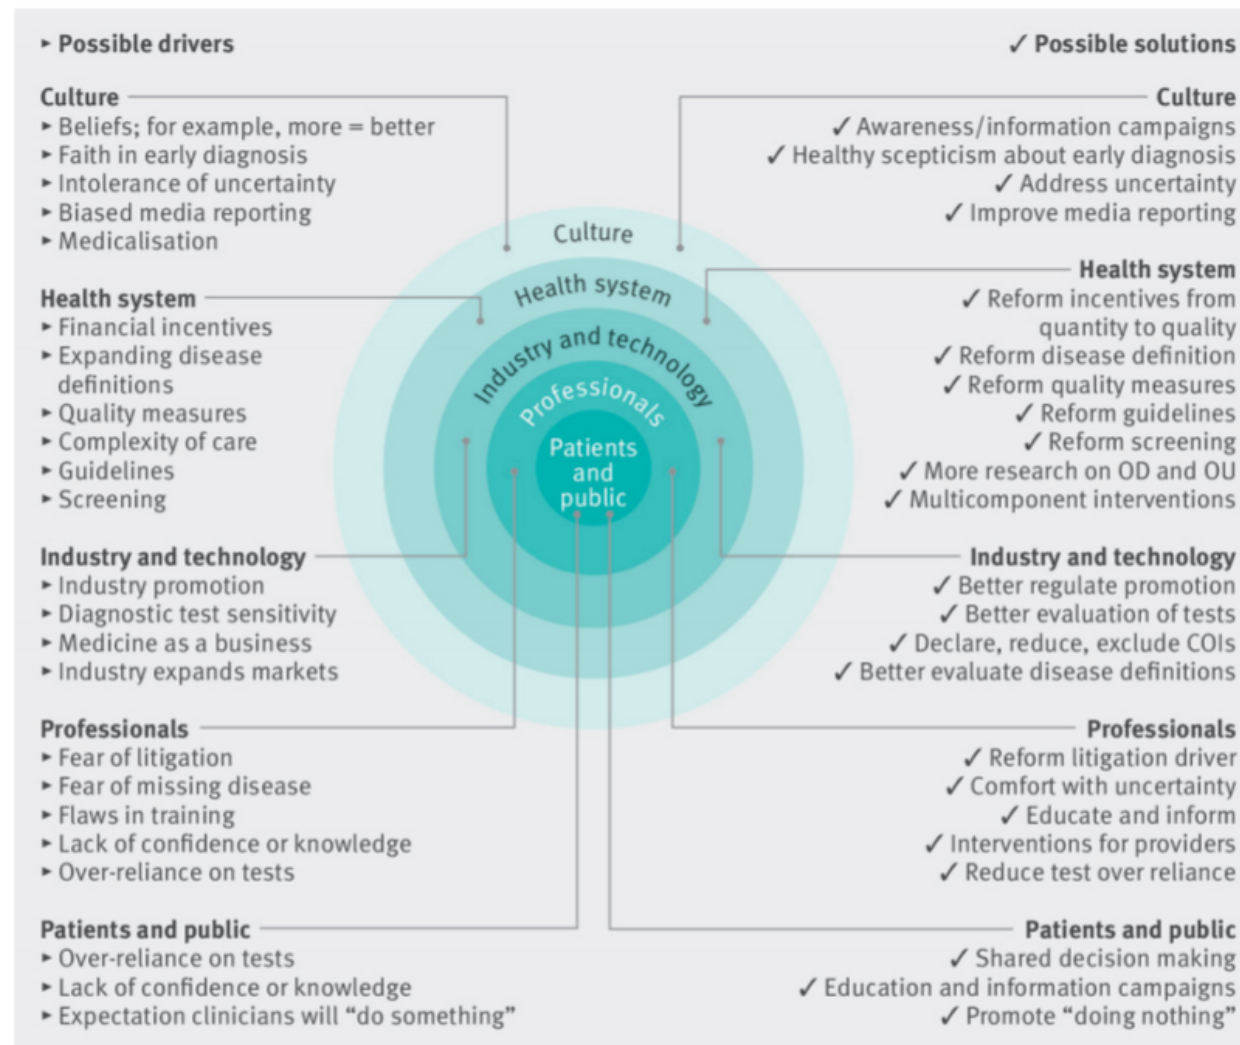 ► Possible drivers
Culture
► Beliefs; for example, more = better
► Faith in early diagnosis
► Intolerance of uncertainty
► Biased media reporting
► Medicalisation
Health system
► Financial incentives
► Expanding disease
definitions
► Quality measures
► Complexity of care
► Guidelines
► Screening
Industry and technology
► Industry promotion
► Diagnostic test sensitivity
► Medicine as a business
► Industry expands markets
Professionals
► Fear of litigation
► Fear of missing disease
► Flaws in training
► Lack of confidence or knowledge
► Over-reliance on tests
Patients and public
► Over-reliance on tests
► Lack of confidence or knowledge
► Expectation clinicians will “do something”
Culture
Health system
Industry and technology
Professionals
Patients
and
public
✓ Possible solutions
Culture
✓ Awareness/information campaigns
✓ Healthy scepticism about early diagnosis
✓ Address uncertainty
✓ Improve media reporting
Health system
✓ Reform incentives from
quantity to quality
✓ Reform disease definition
✓ Reform quality measures
✓ Reform guidelines
✓ Reform screening
✓ More research on OD and OU
✓ Multicomponent interventions
Industry and technology
✓ Better regulate promotion
✓ Better evaluation of tests
✓ Declare, reduce, exclude COIs
✓ Better evaluate disease definitions
Professionals
✓ Reform litigation driver
✓ Comfort with uncertainty
✓ Educate and inform
✓ Interventions for providers
✓ Reduce test over reliance
Patients and public
✓ Shared decision making
✓ Education and information campaigns
✓ Promote “doing nothing”